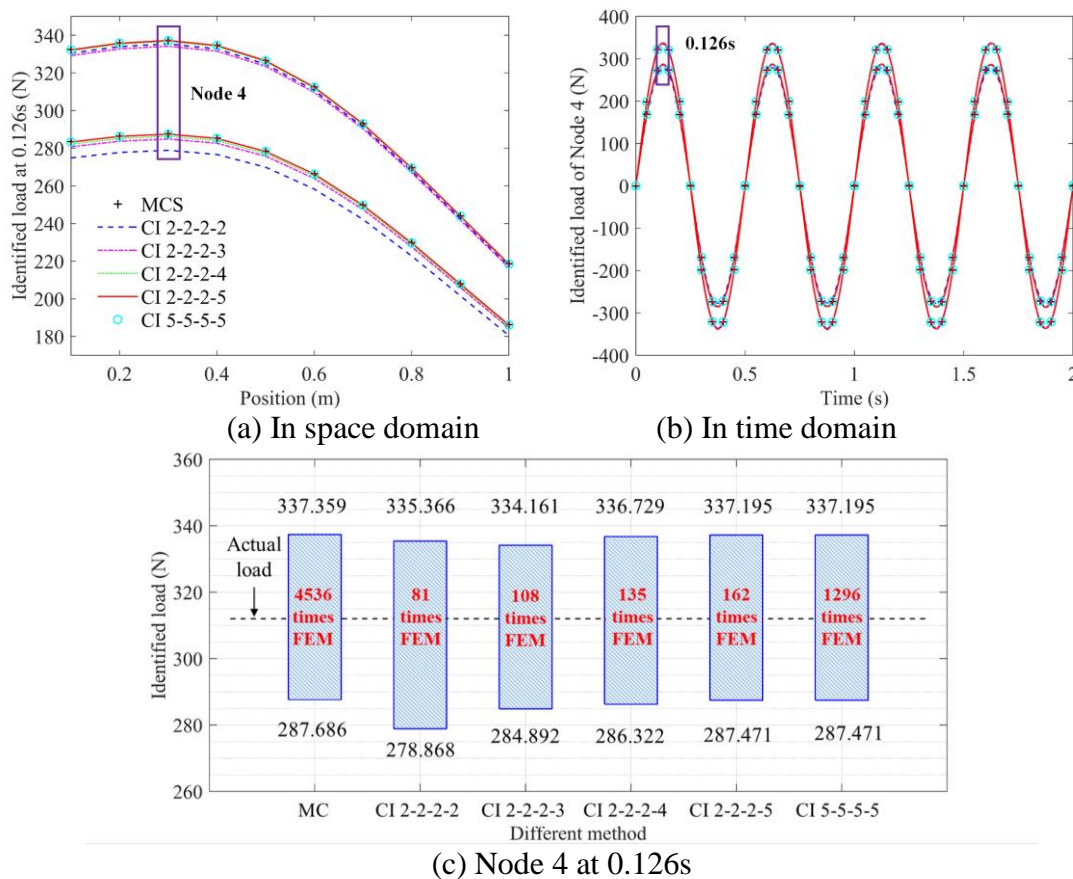 340
320
300
280
260
240
220
200
180
Identified load at 0.126s (N)
Node 4
MCS
CI 2-2-2-2
CI 2-2-2-3
CI 2-2-2-4
CI 2-2-2-5
CI 5-5-5-5
0.2 0.4 0.6 0.8 1
Position (m)
(a) In space domain
400
300
200
100
0
-100
-200
-300
-400
Identified load of Node 4 (N)
0.126s
0 0.5 1 1.5 2
Time (s)
(b) In time domain
360
340
320
300
280
260
Identified load (N)
337.359 335.366 334.161 336.729 337.195 337.195
Actual
load
4536 81 108 135 162 1296
times times times times times times
FEM FEM FEM FEM FEM FEM
287.686 278.868 284.892 286.322 287.471 287.471
MC CI 2-2-2-2 CI 2-2-2-3 CI 2-2-2-4 CI 2-2-2-5 CI 5-5-5-5
Different method
(c) Node 4 at 0.126s